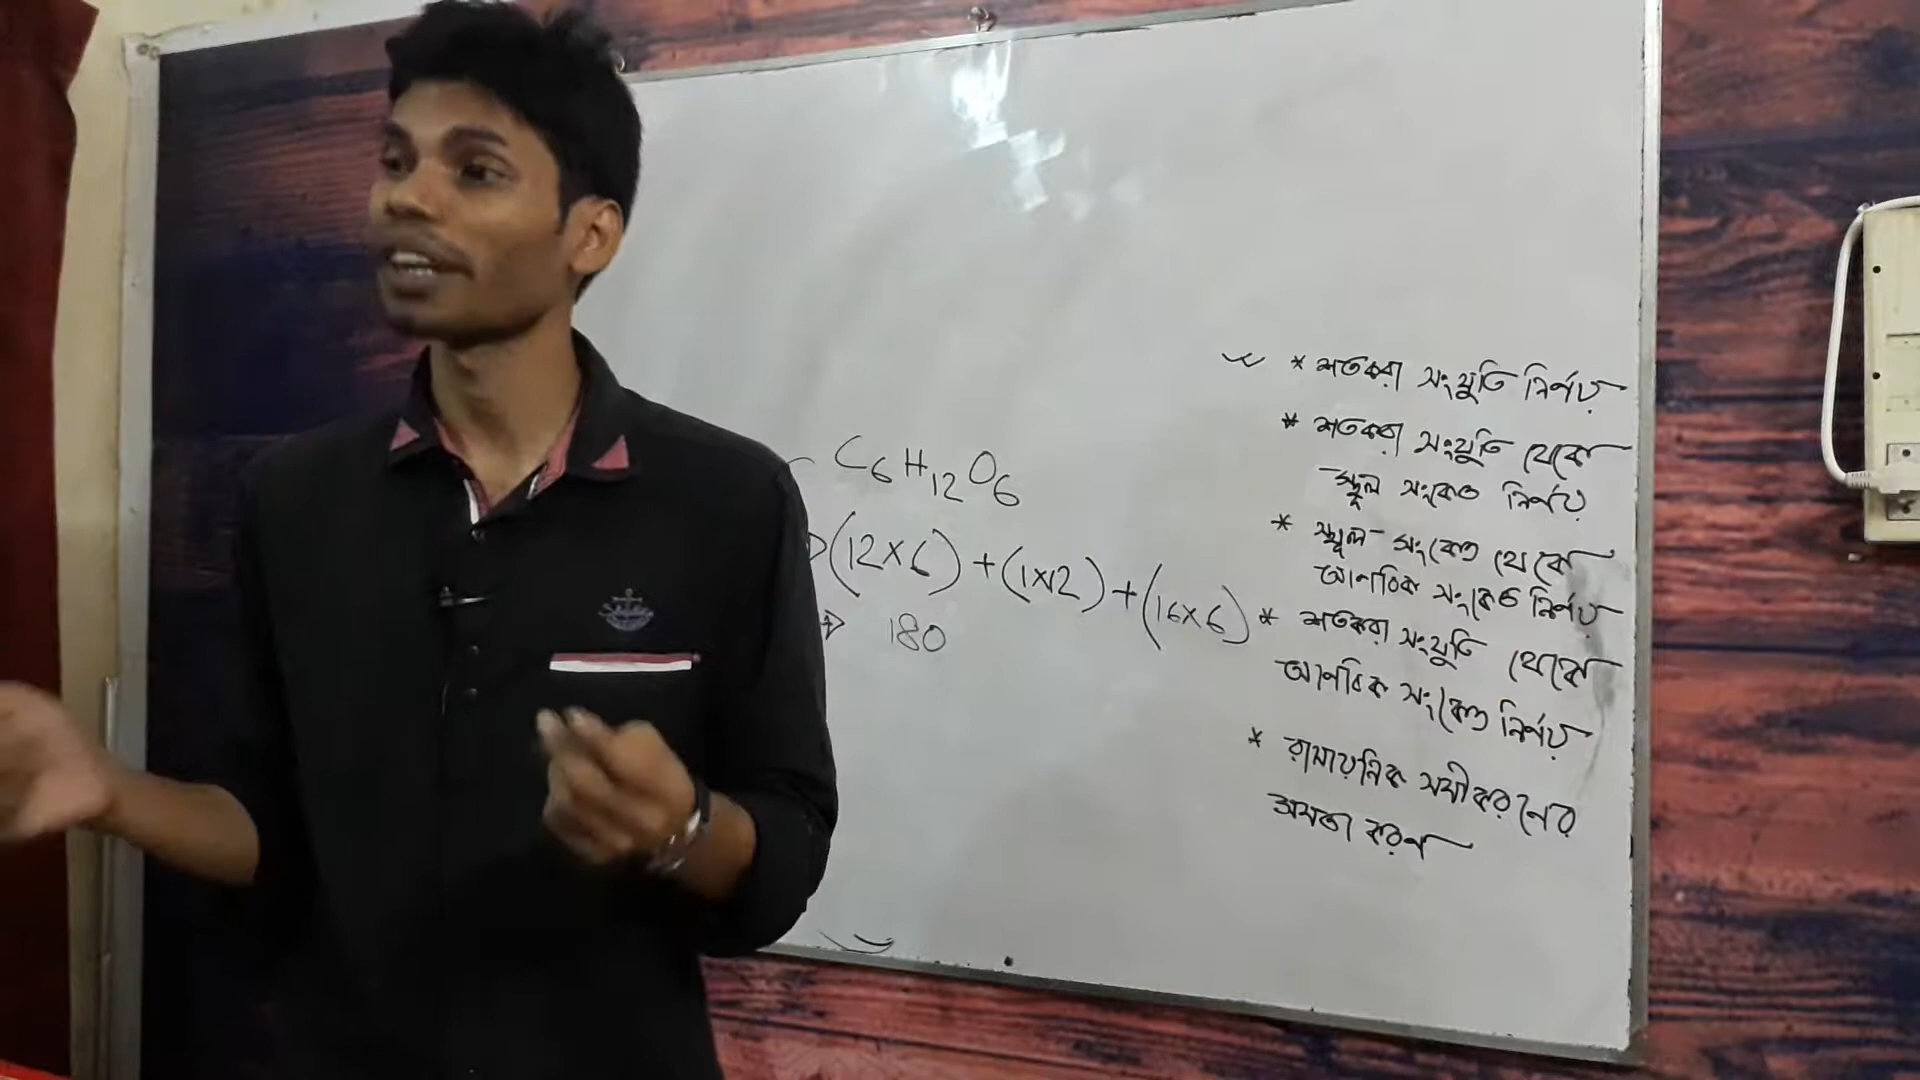 C6H12O6
(12×6) + (1×12) + (16×6)
⇒ 180
* শতকরা সংযুতি নির্ণয়
* শতকরা সংযুতি থেকে
স্থূল সংকেত নির্ণয়
* স্থূল সংকেত থেকে
আণবিক সংকেত নির্ণয়
* শতকরা সংযুতি থেকে
আণবিক সংকেত নির্ণয়
* রাসায়নিক সমীকরণের
সমতা করণ